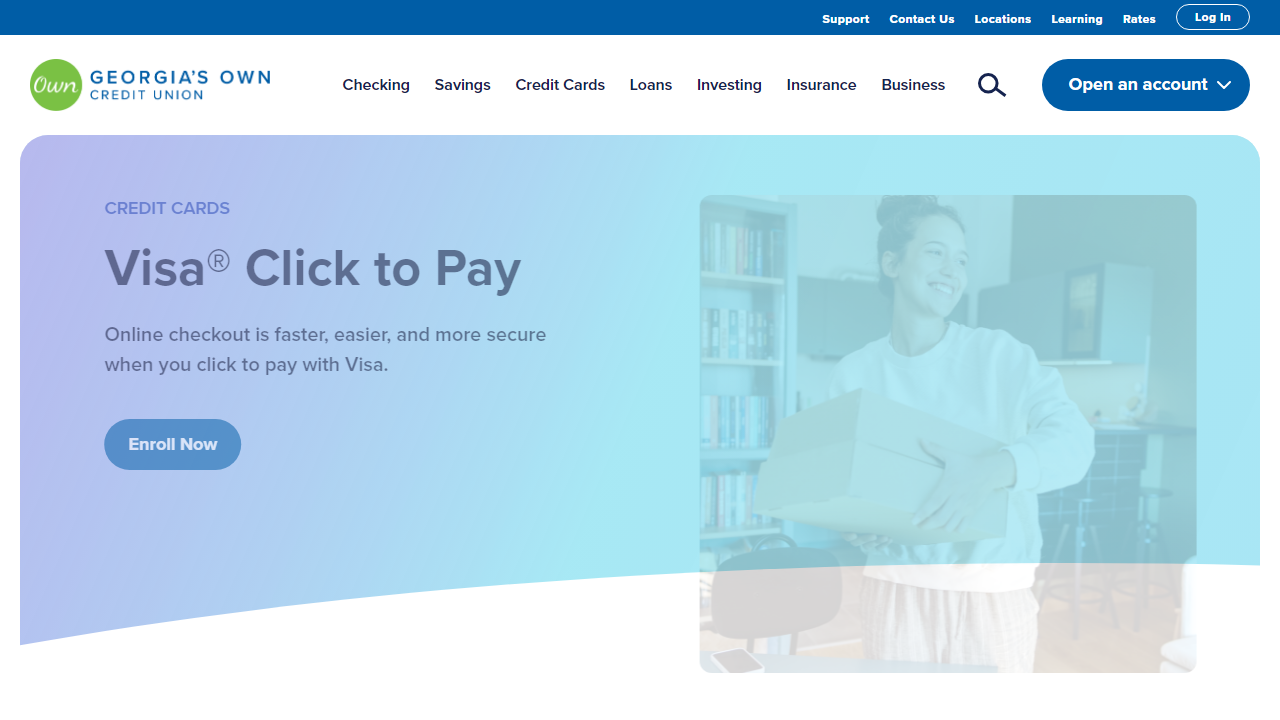 Support Contact Us Locations Learning Rates Log In
Own GEORGIA'S OWN
CREDIT UNION
Checking Savings Credit Cards Loans Investing Insurance Business Open an account
CREDIT CARDS
Visa® Click to Pay
Online checkout is faster, easier, and more secure
when you click to pay with Visa.
Enroll Now